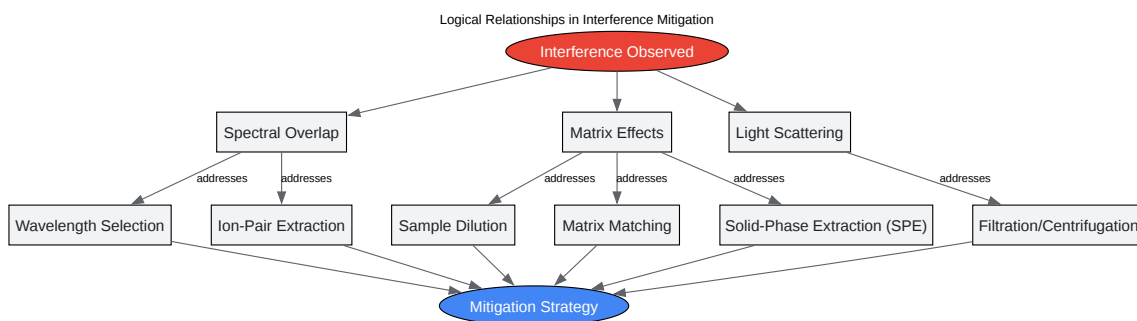 Logical Relationships in Interference Mitigation
Interference Observed
Spectral Overlap
Matrix Effects
Light Scattering
addresses
addresses
addresses
addresses
addresses
addresses
Wavelength Selection
Ion-Pair Extraction
Sample Dilution
Matrix Matching
Solid-Phase Extraction (SPE)
Filtration/Centrifugation
Mitigation Strategy